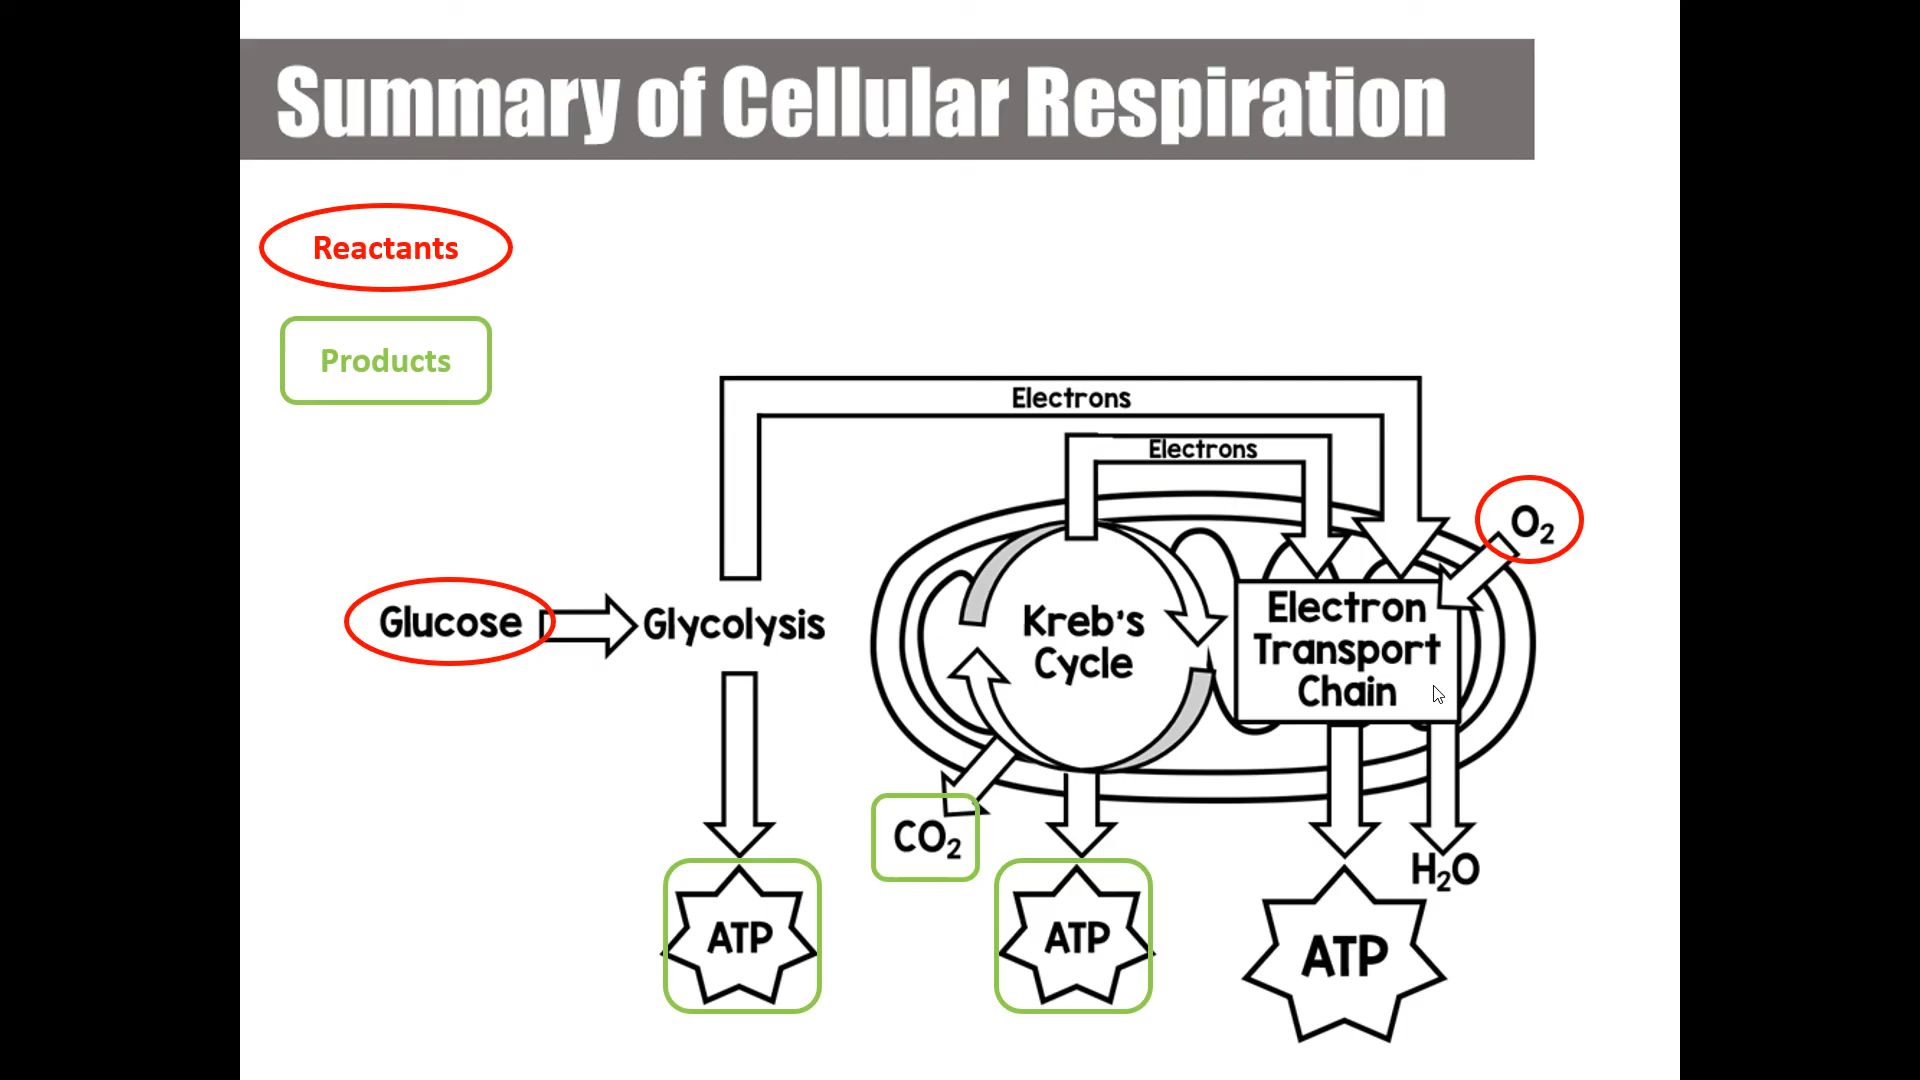 Summary of Cellular Respiration
Reactants
Products
Electrons
Electrons
O₂
Glucose
Glycolysis
Kreb's
Cycle
Electron
Transport
Chain
CO₂
H₂O
ATP
ATP
ATP